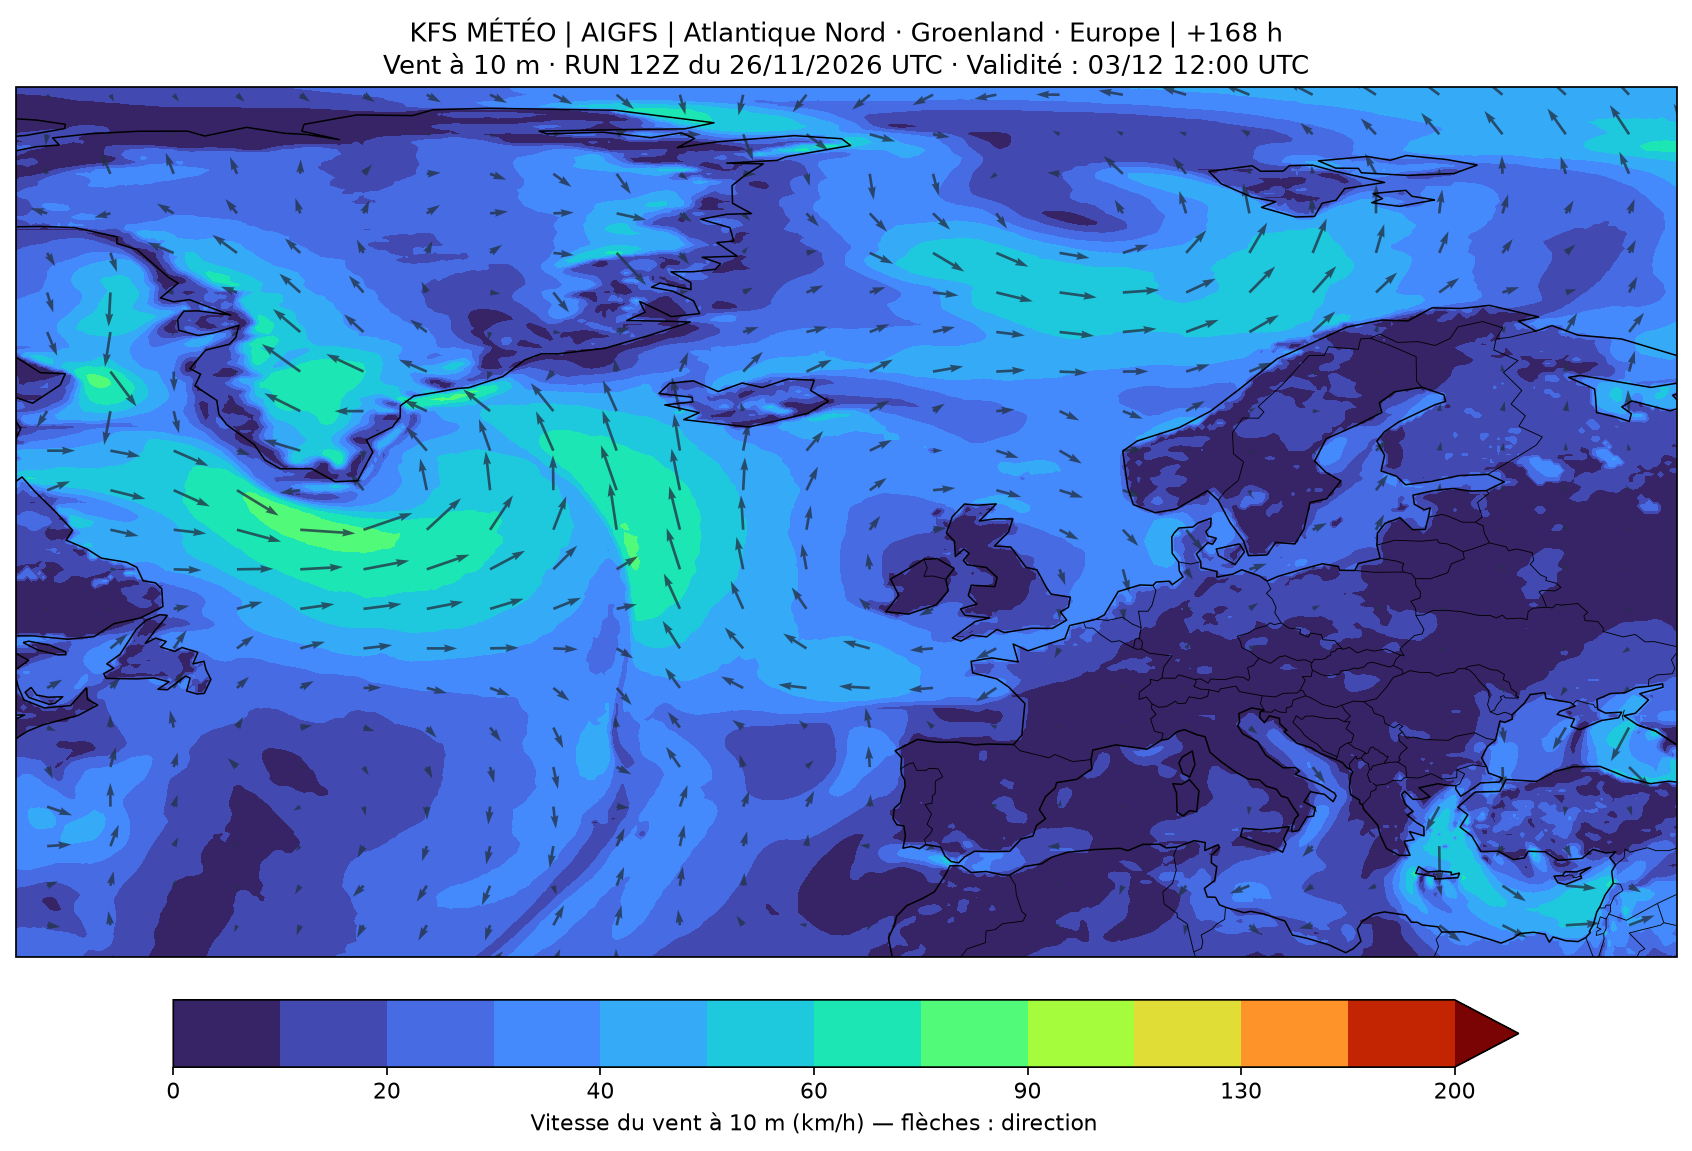 KFS MÉTÉO | AIGFS | Atlantique Nord · Groenland · Europe | +168 h
Vent à 10 m · RUN 12Z du 26/11/2026 UTC · Validité : 03/12 12:00 UTC
0 20 40 60 90 130 200
Vitesse du vent à 10 m (km/h) — flèches : direction